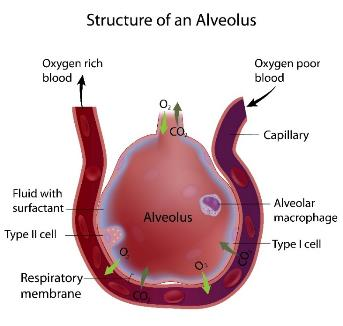 Structure of an Alveolus
Oxygen rich
blood
Oxygen poor
blood
O₂
CO₂
Capillary
Fluid with
surfactant
Alveolus
Alveolar
macrophage
Type II cell
Type I cell
O₂
O₂
CO₂
Respiratory
membrane
CO₂